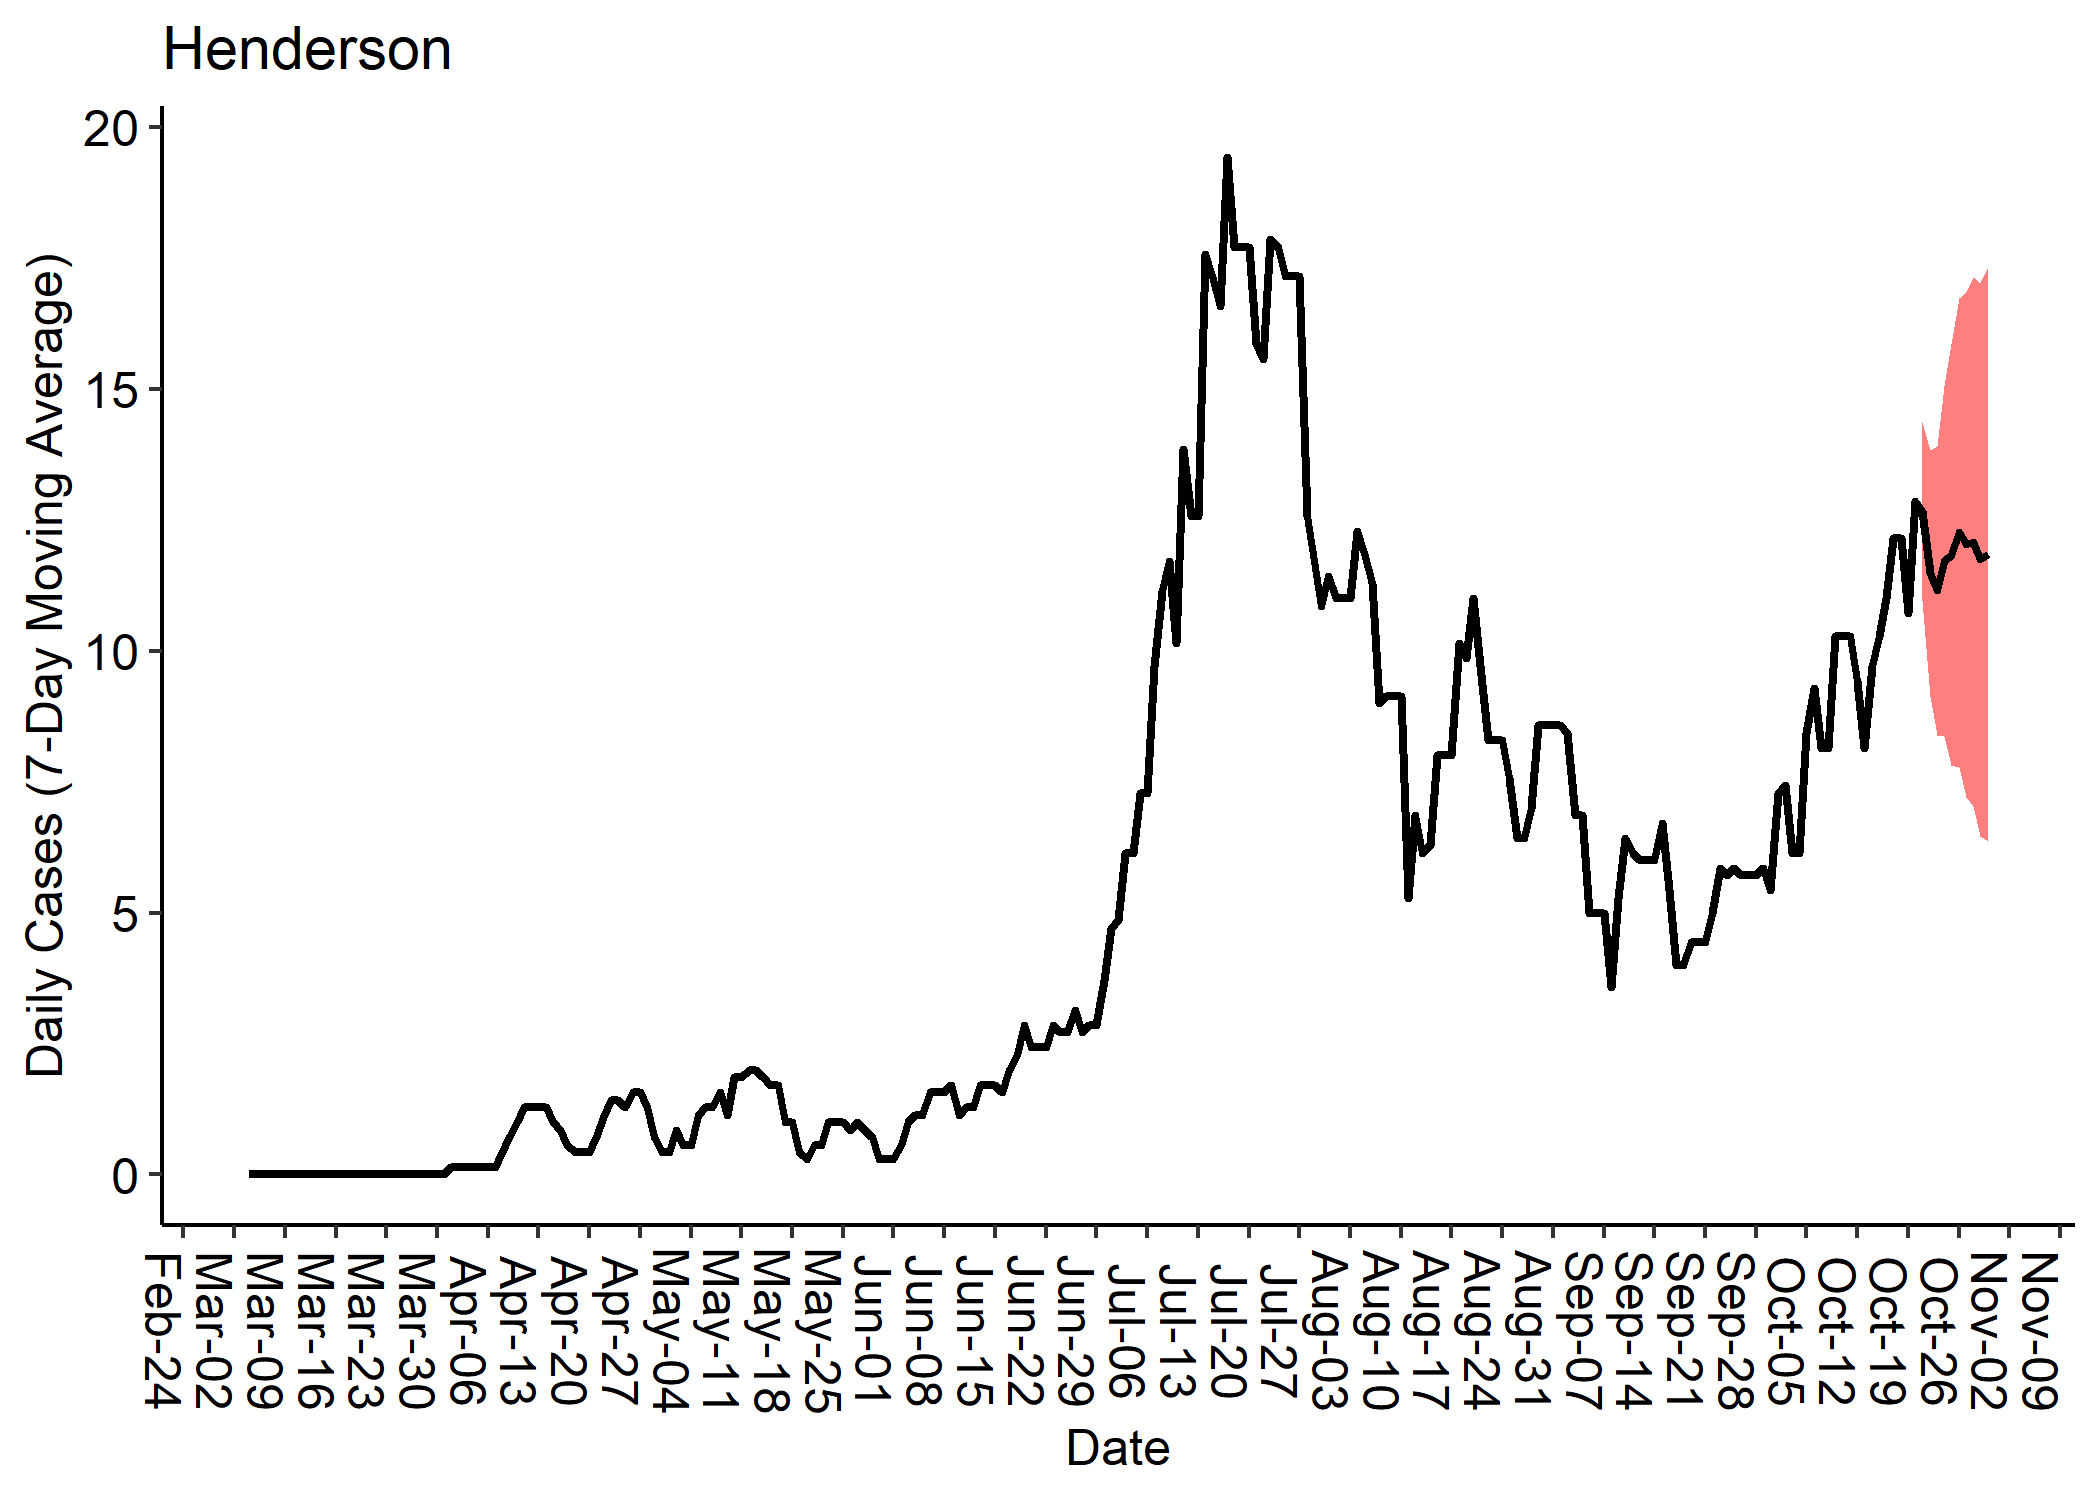 Henderson
Daily Cases (7-Day Moving Average)
20
15
10
5
0
Feb-24
Mar-02
Mar-09
Mar-16
Mar-23
Mar-30
Apr-06
Apr-13
Apr-20
Apr-27
May-04
May-11
May-18
May-25
Jun-01
Jun-08
Jun-15
Jun-22
Jun-29
Jul-06
Jul-13
Jul-20
Jul-27
Aug-03
Aug-10
Aug-17
Aug-24
Aug-31
Sep-07
Sep-14
Sep-21
Sep-28
Oct-05
Oct-12
Oct-19
Oct-26
Nov-02
Nov-09
Date